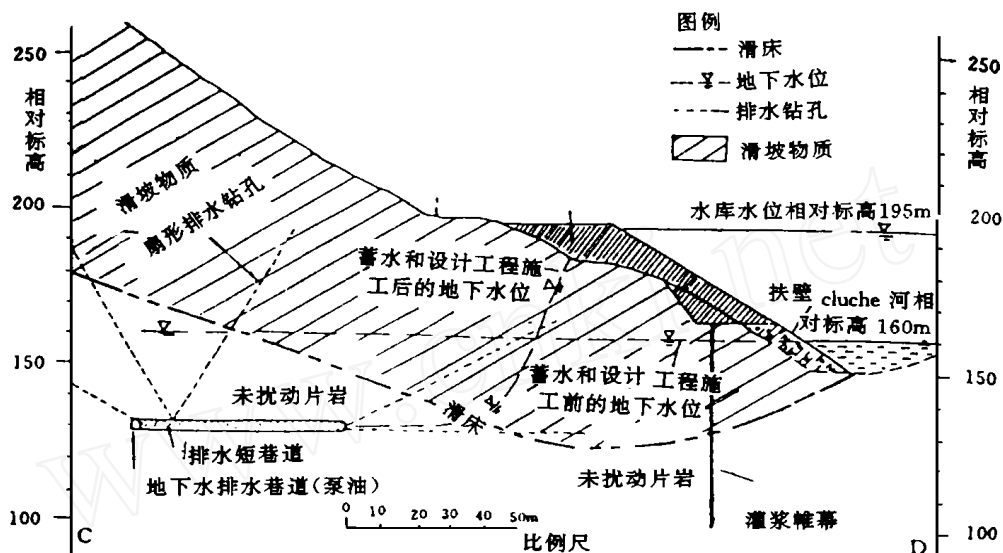 图例
滑床
地下水位
排水钻孔
滑坡物质
250
200
150
100
相对标高
250
200
150
100
相对标高
滑坡物质
扇形排水钻孔
水库水位相对标高195m
蓄水和设计工程施
工后的地下水位
扶壁
cluche 河相
对标高 160m
蓄水和设计工程施
工前的地下水位
未扰动片岩
滑床
排水短巷道
地下水排水巷道(泵油)
未扰动片岩
灌浆帷幕
0 10 20 30 40 50m
比例尺
C
D